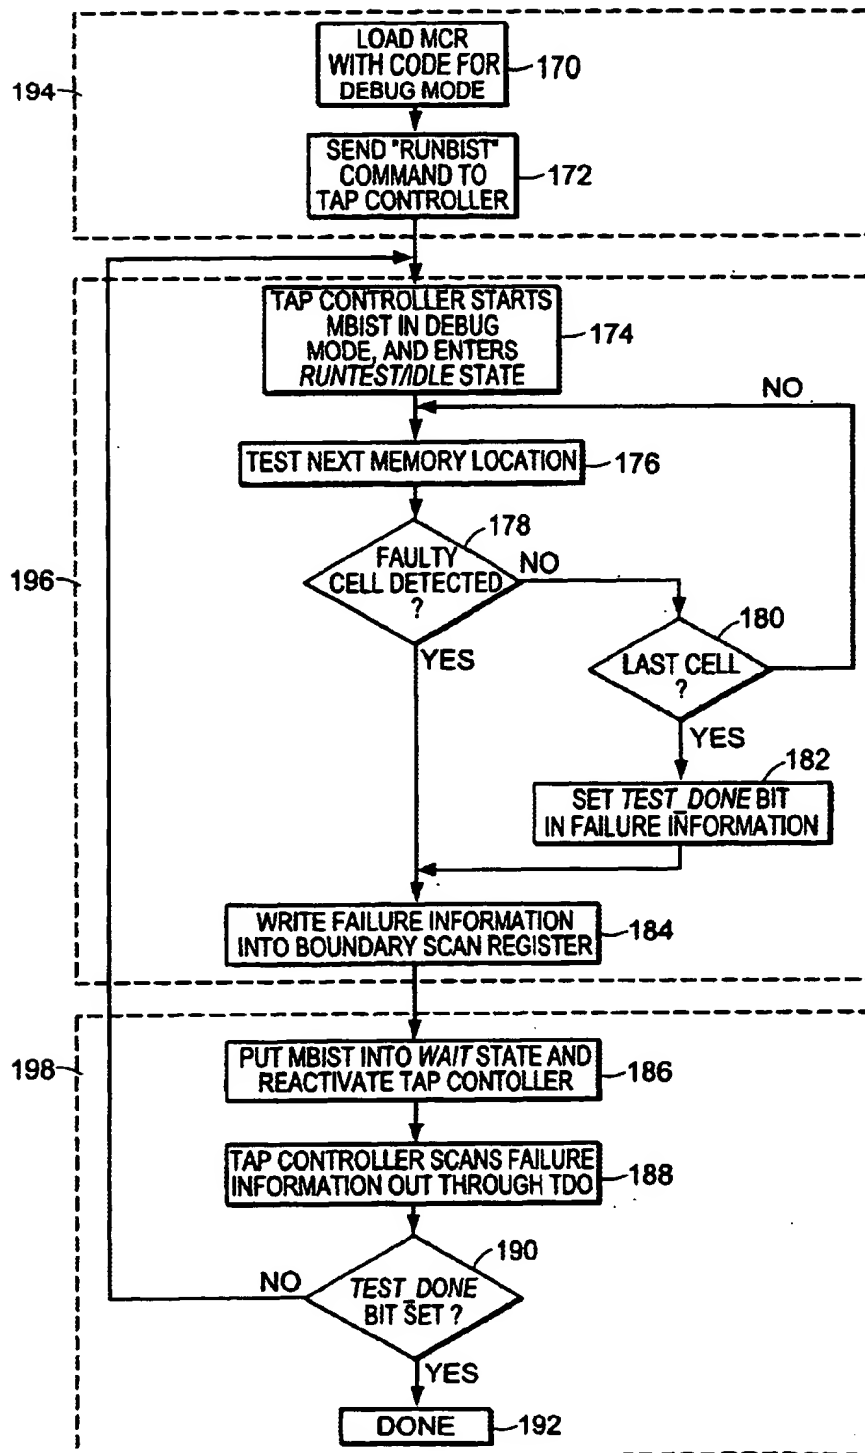 LOAD MCR
WITH CODE FOR
DEBUG MODE
170
194
SEND "RUNBIST"
COMMAND TO
TAP CONTROLLER
172
TAP CONTROLLER STARTS
MBIST IN DEBUG
MODE, AND ENTERS
RUNTEST/IDLE STATE
174
NO
TEST NEXT MEMORY LOCATION
176
178
FAULTY
CELL DETECTED
?
NO
196
180
YES
LAST CELL
?
YES
182
SET TEST_DONE BIT
IN FAILURE INFORMATION
WRITE FAILURE INFORMATION
INTO BOUNDARY SCAN REGISTER
184
198
PUT MBIST INTO WAIT STATE AND
REACTIVATE TAP CONTOLLER
186
TAP CONTROLLER SCANS FAILURE
INFORMATION OUT THROUGH TDO
188
190
NO
TEST_DONE
BIT SET ?
YES
DONE
192